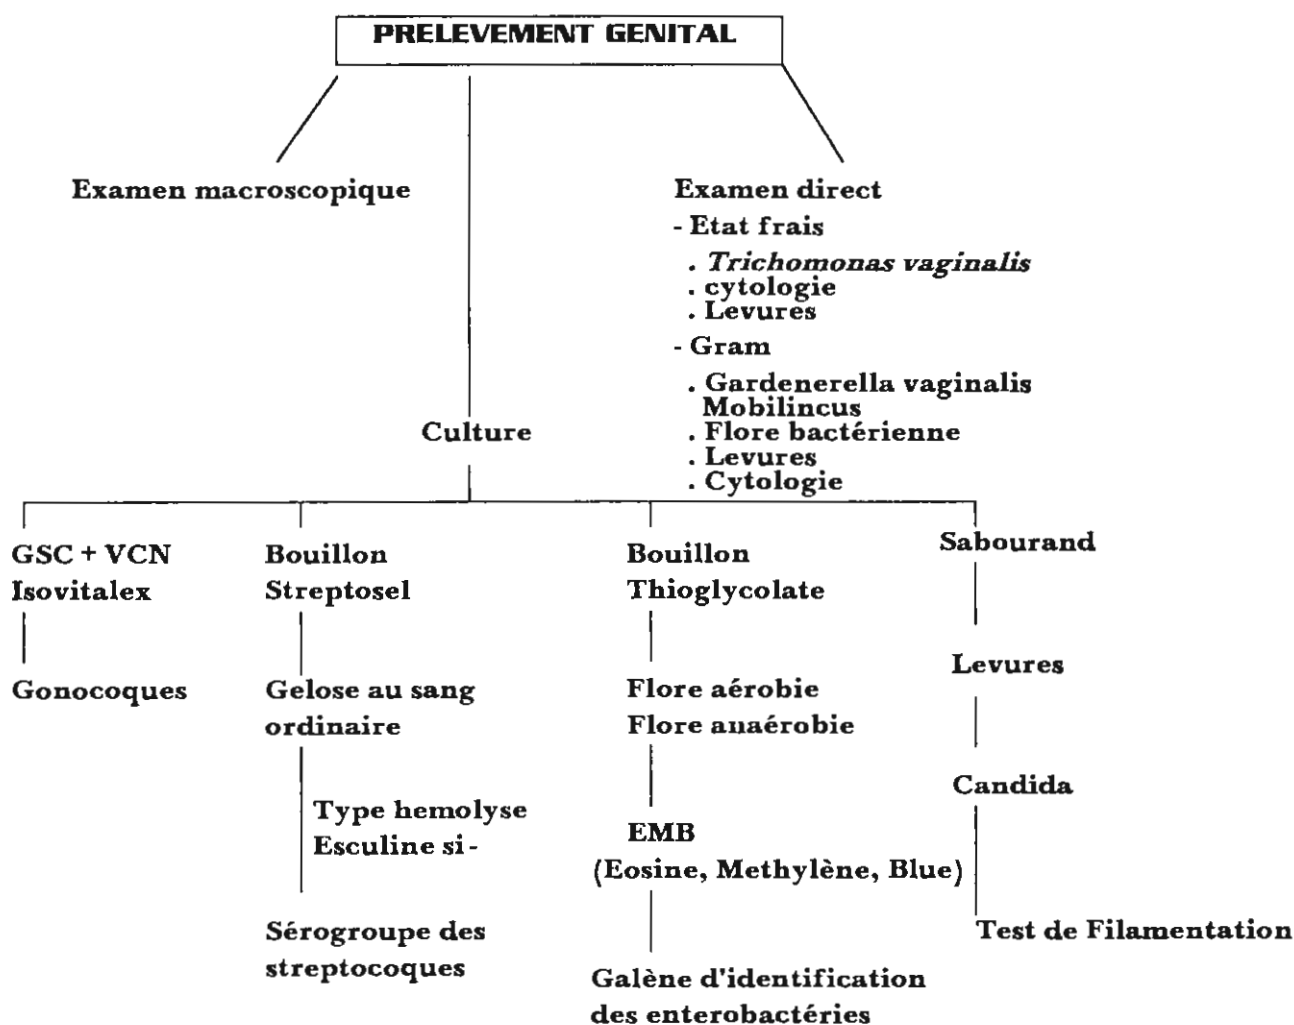 PRELEVEMENT GENITAL
Examen macroscopique
Examen direct
- Etat frais
. Trichomonas vaginalis
. cytologie
. Levures
- Gram
. Gardenerella vaginalis
Mobilincus
. Flore bactérienne
. Levures
. Cytologie
Culture
GSC + VCN
Isovitalex
Gonocoques
Bouillon
Streptosel
Gelose au sang
ordinaire
Type hemolyse
Esculine si -
Sérogroupe des
streptocoques
Bouillon
Thioglycolate
Flore aérobie
Flore anaérobie
EMB
(Eosine, Methylène, Blue)
Galène d'identification
des enterobactéries
Sabourand
Levures
Candida
Test de Filamentation